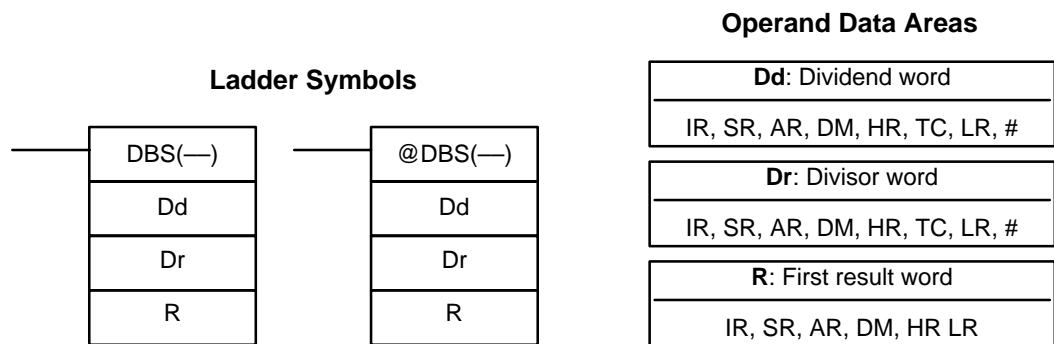 Ladder Symbols
DBS(––)
Dd
Dr
R
@DBS(––)
Dd
Dr
R
Operand Data Areas
Dd: Dividend word
IR, SR, AR, DM, HR, TC, LR, #
Dr: Divisor word
IR, SR, AR, DM, HR, TC, LR, #
R: First result word
IR, SR, AR, DM, HR LR